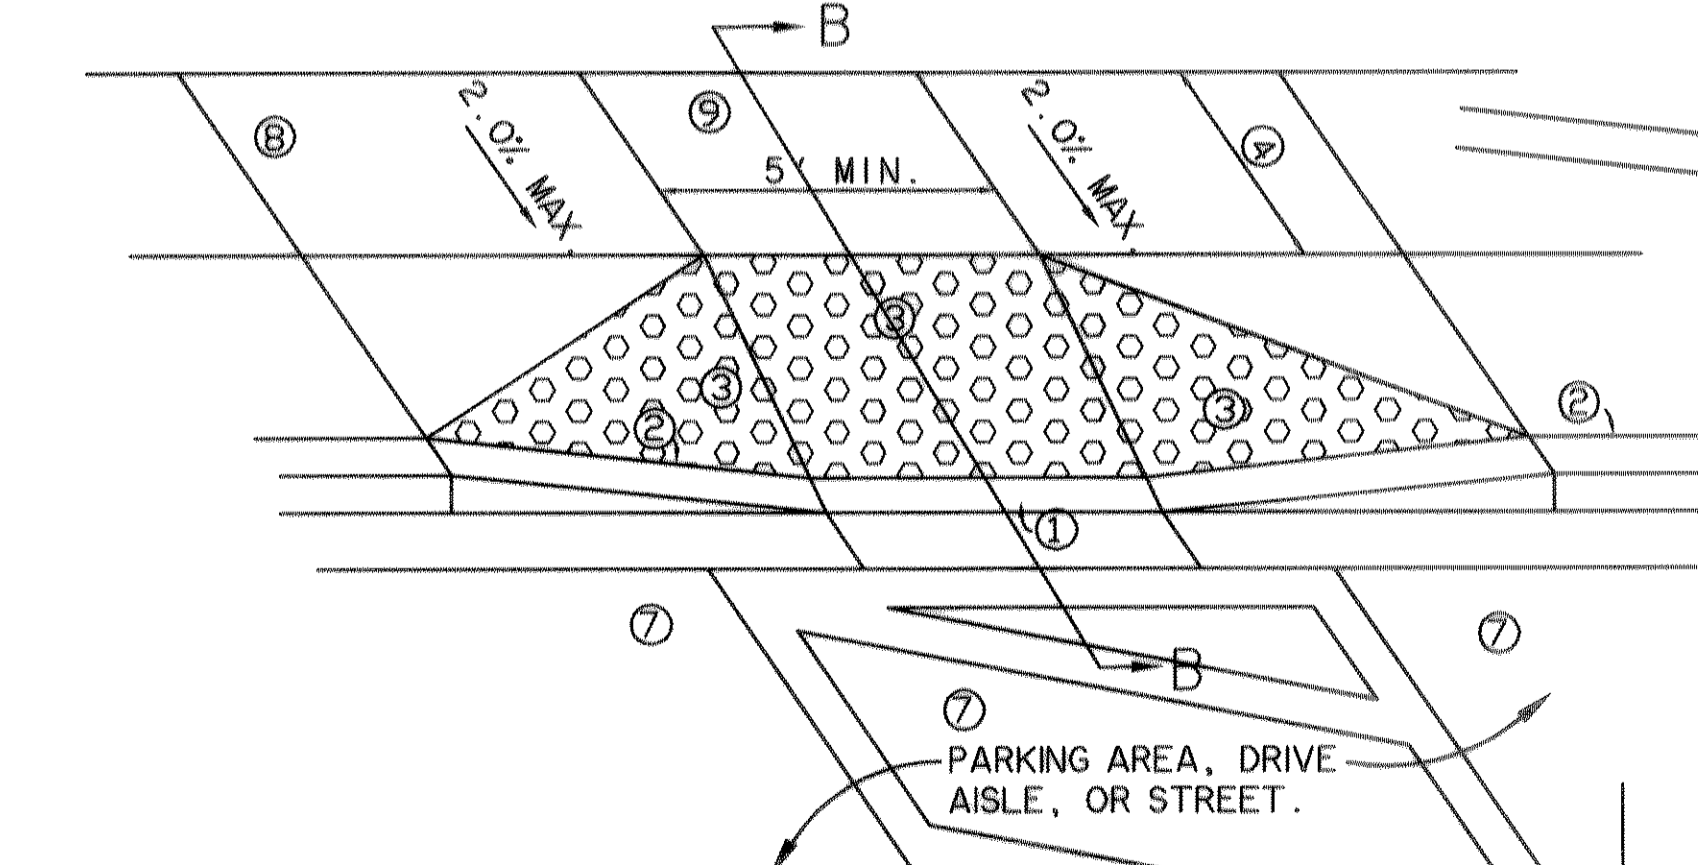 B
8
2.0% MAX.
9
5' MIN.
2.0% MAX.
4
3
3
3
2
2
1
7
7
B
7
PARKING AREA, DRIVE
AISLE, OR STREET.